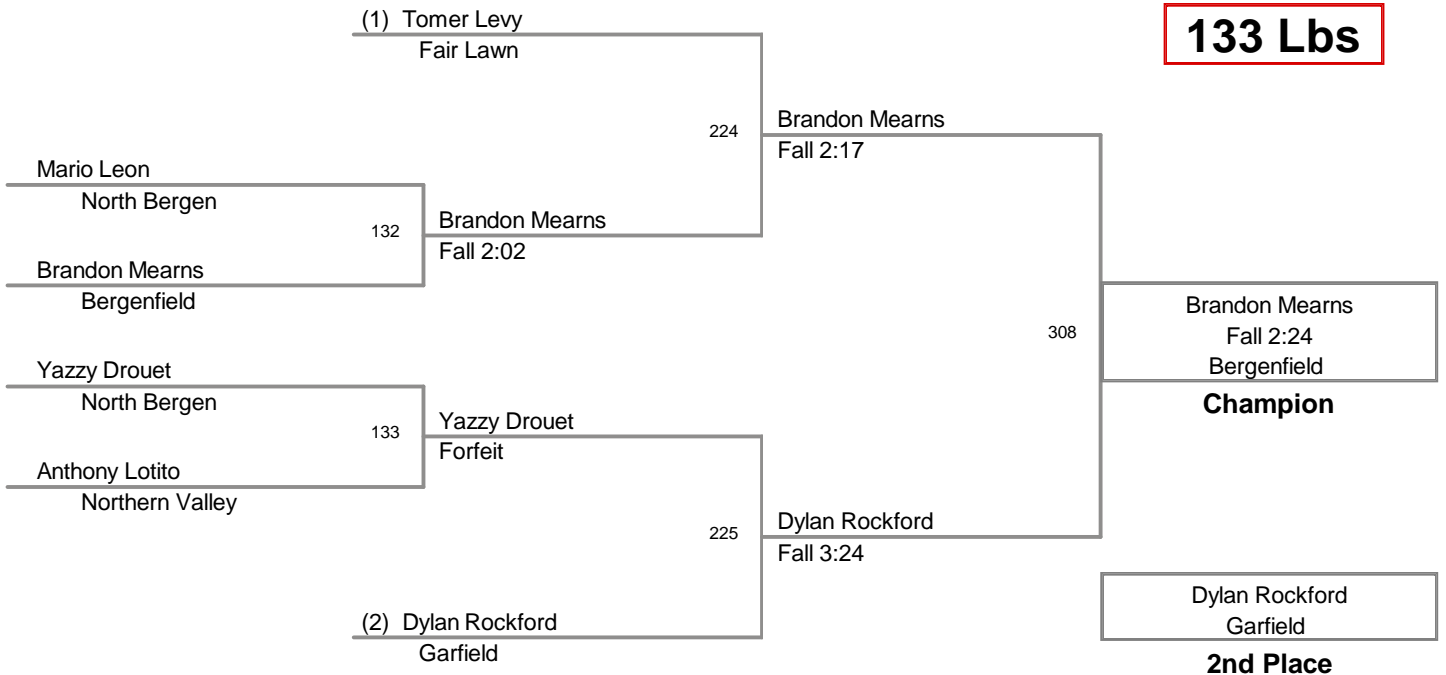 (1) Tomer Levy
Fair Lawn
133 Lbs
224
Brandon Mearns
Fall 2:17
Mario Leon
North Bergen
132
Brandon Mearns
Fall 2:02
Brandon Mearns
Bergenfield
308
Brandon Mearns
Fall 2:24
Bergenfield
Champion
Yazzy Drouet
North Bergen
133
Yazzy Drouet
Forfeit
Anthony Lotito
Northern Valley
225
Dylan Rockford
Fall 3:24
(2) Dylan Rockford
Garfield
Dylan Rockford
Garfield
2nd Place